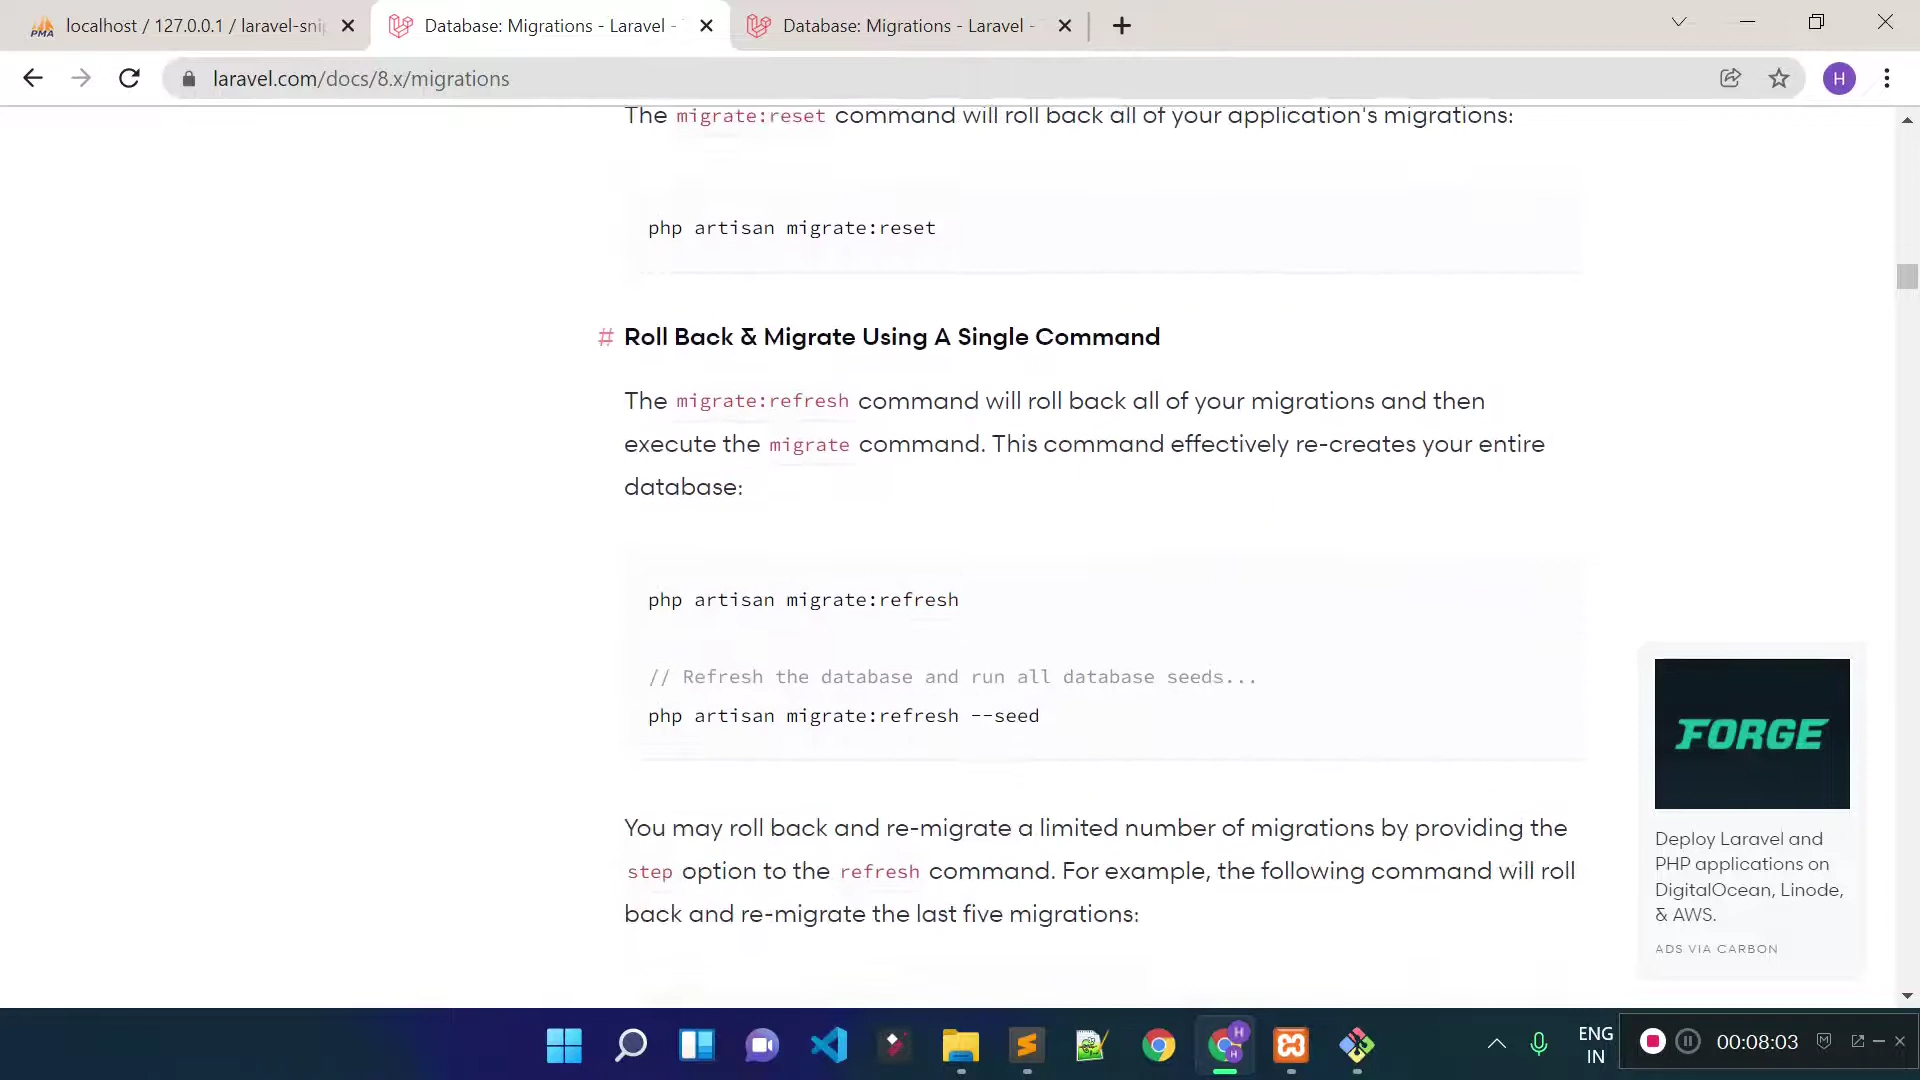 PMA localhost / 127.0.0.1 / laravel-sni
Database: Migrations - Laravel -
Database: Migrations - Laravel -
laravel.com/docs/8.x/migrations
H
The migrate:reset command will roll back all of your application's migrations:
php artisan migrate:reset
# Roll Back & Migrate Using A Single Command
The migrate:refresh command will roll back all of your migrations and then
execute the migrate command. This command effectively re-creates your entire
database:
php artisan migrate:refresh
// Refresh the database and run all database seeds...
php artisan migrate:refresh --seed
You may roll back and re-migrate a limited number of migrations by providing the
step option to the refresh command. For example, the following command will roll
back and re-migrate the last five migrations:
FORGE
Deploy Laravel and
PHP applications on
DigitalOcean, Linode,
& AWS.
ADS VIA CARBON
H
H
ENG
IN
00:08:03